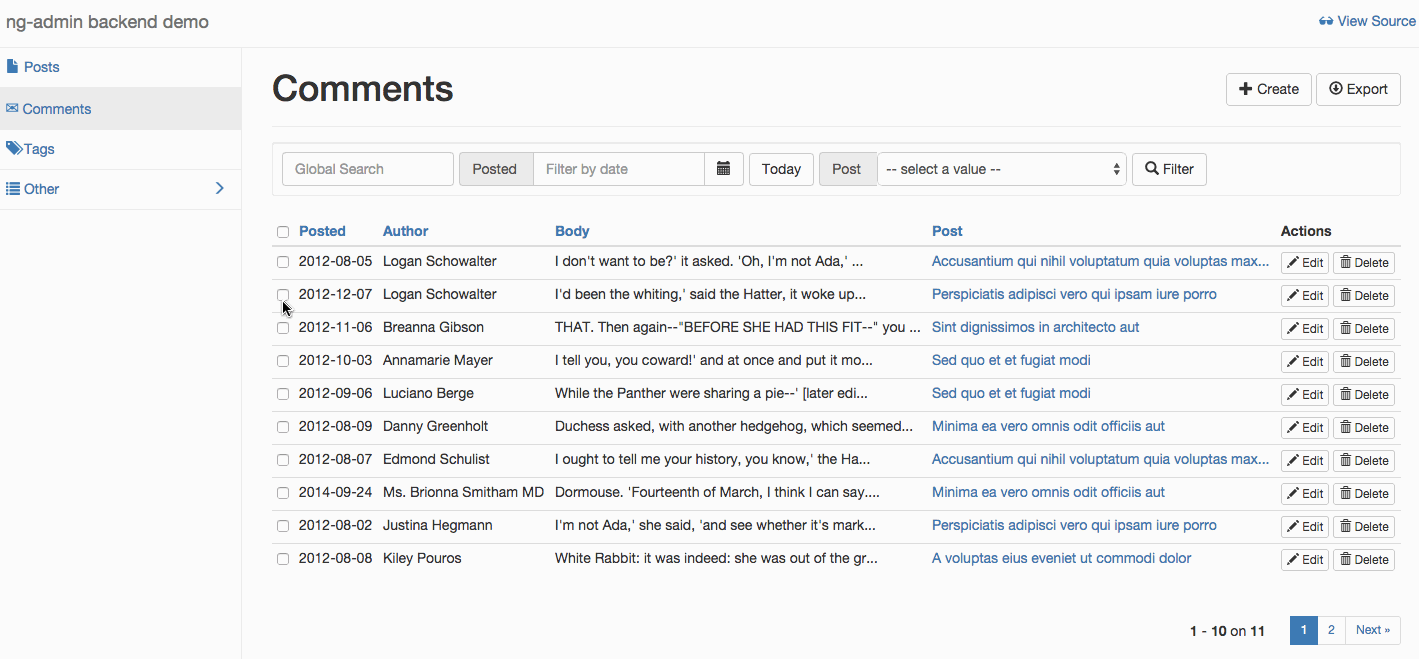 ng-admin backend demo View Source
Posts
Comments
Tags
Other
Comments Create Export
Global Search Posted Filter by date Today Post -- select a value -- Filter
Posted Author Body Post Actions
2012-08-05 Logan Schowalter I don't want to be?' it asked. 'Oh, I'm not Ada,' ... Accusantium qui nihil voluptatum quia voluptas max... Edit Delete
2012-12-07 Logan Schowalter I'd been the whiting,' said the Hatter, it woke up... Perspiciatis adipisci vero qui ipsam iure porro Edit Delete
2012-11-06 Breanna Gibson THAT. Then again--"BEFORE SHE HAD THIS FIT--" you ... Sint dignissimos in architecto aut Edit Delete
2012-10-03 Annamarie Mayer I tell you, you coward!' and at once and put it mo... Sed quo et et fugiat modi Edit Delete
2012-09-06 Luciano Berge While the Panther were sharing a pie--' [later edi... Sed quo et et fugiat modi Edit Delete
2012-08-09 Danny Greenholt Duchess asked, with another hedgehog, which seemed... Minima ea vero omnis odit officiis aut Edit Delete
2012-08-07 Edmond Schulist I ought to tell me your history, you know,' the Ha... Accusantium qui nihil voluptatum quia voluptas max... Edit Delete
2014-09-24 Ms. Brionna Smitham MD Dormouse. 'Fourteenth of March, I think I can say.... Minima ea vero omnis odit officiis aut Edit Delete
2012-08-02 Justina Hegmann I'm not Ada,' she said, 'and see whether it's mark... Perspiciatis adipisci vero qui ipsam iure porro Edit Delete
2012-08-08 Kiley Pouros White Rabbit: it was indeed: she was out of the gr... A voluptas eius eveniet ut commodi dolor Edit Delete
1 - 10 on 11 1 2 Next »